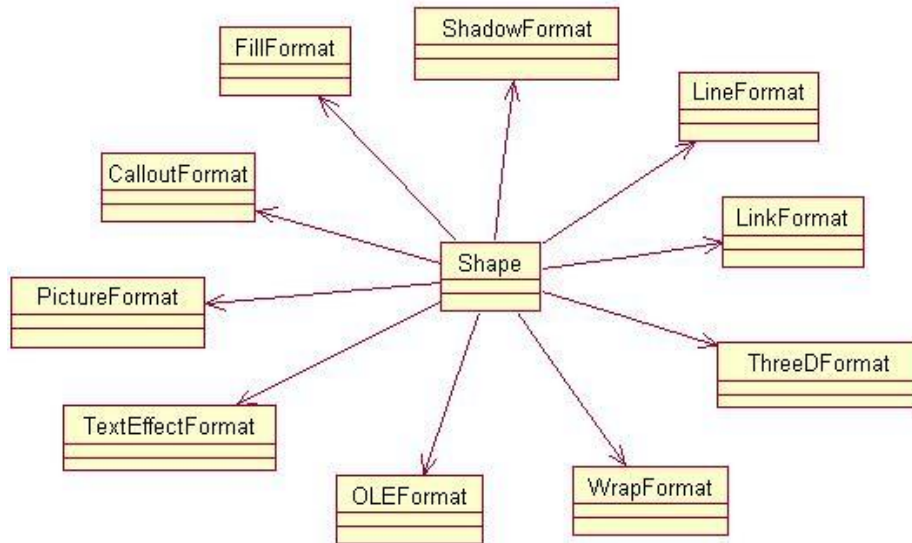 ShadowFormat
FillFormat
LineFormat
CalloutFormat
LinkFormat
Shape
PictureFormat
ThreeDFormat
TextEffectFormat
WrapFormat
OLEFormat